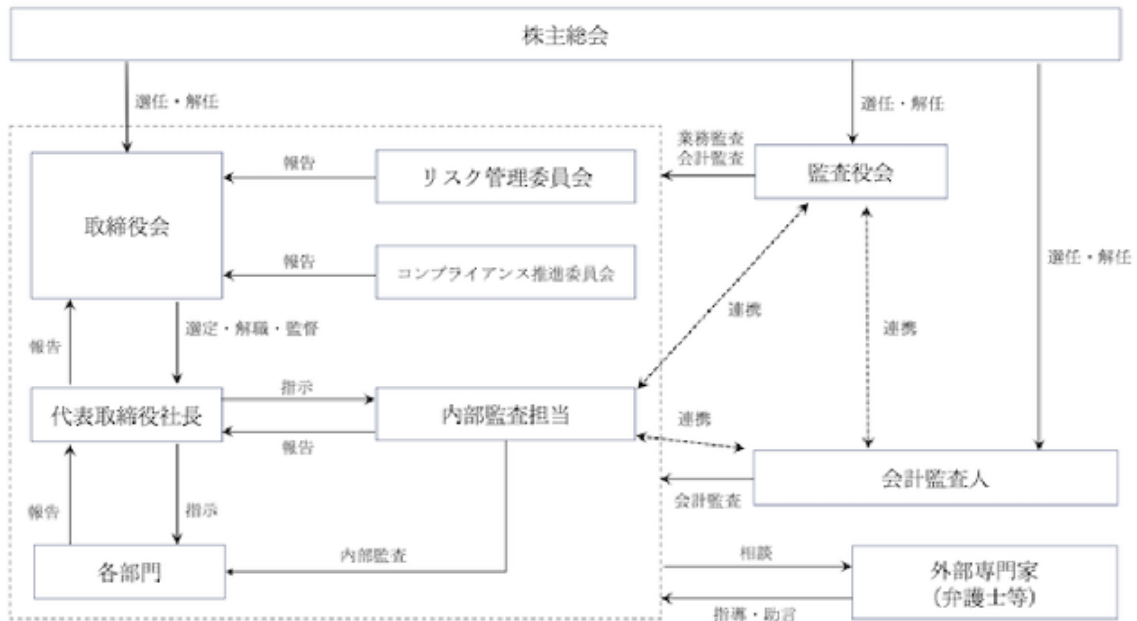 株主総会
選任・解任
選任・解任
業務監査
会計監査
報告
リスク管理委員会
監査役会
取締役会
選任・解任
報告
コンプライアンス推進委員会
連携
連携
選定・解職・監督
報告
指示
代表取締役社長
内部監査担当
連携
報告
会計監査人
会計監査
報告
指示
内部監査
相談
各部門
外部専門家
(弁護士等)
指導・助言